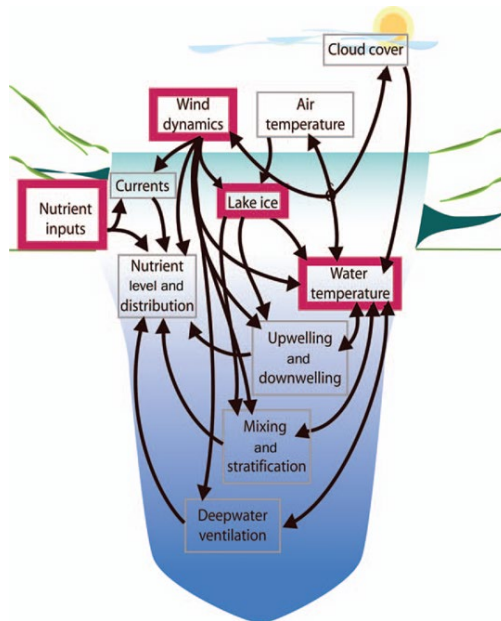 Cloud cover
Wind
dynamics
Air
temperature
Currents
Lake ice
Nutrient
inputs
Nutrient
level and
distribution
Water
temperature
Upwelling
and
downwelling
Mixing
and
stratification
Deepwater
ventilation